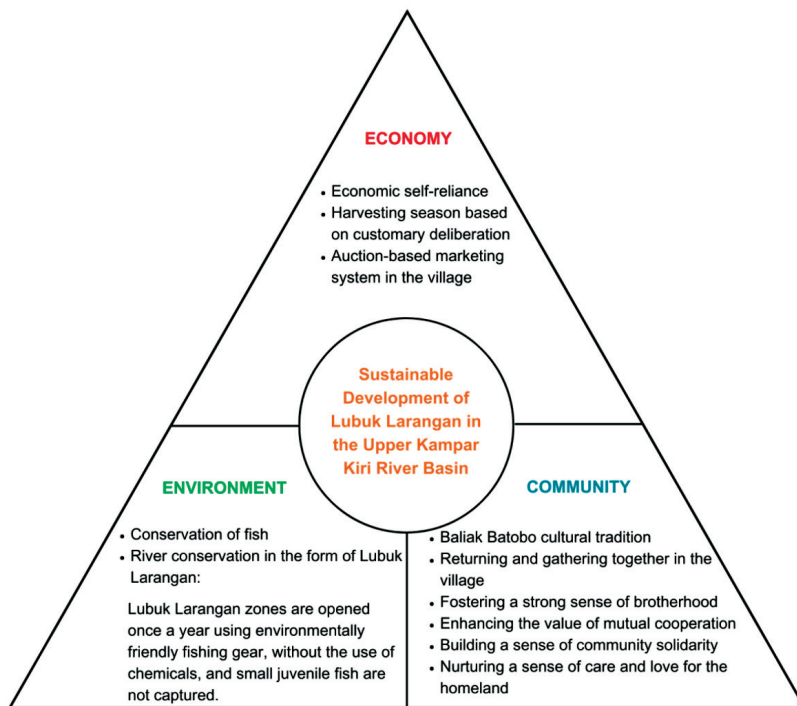 ECONOMY
• Economic self-reliance
• Harvesting season based
on customary deliberation
• Auction-based marketing
system in the village
Sustainable
Development of
Lubuk Larangan in
the Upper Kampar
Kiri River Basin
ENVIRONMENT
• Conservation of fish
• River conservation in the form of Lubuk
Larangan:
Lubuk Larangan zones are opened
once a year using environmentally
friendly fishing gear, without the use of
chemicals, and small juvenile fish are
not captured.
COMMUNITY
• Baliak Batobo cultural tradition
• Returning and gathering together in the
village
• Fostering a strong sense of brotherhood
• Enhancing the value of mutual cooperation
• Building a sense of community solidarity
• Nurturing a sense of care and love for the
homeland